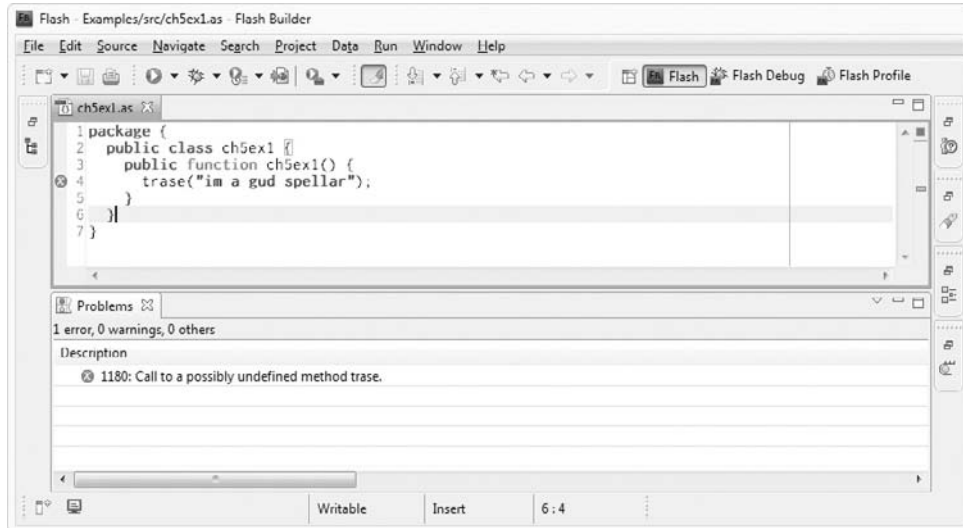 Flash - Examples/src/ch5ex1.as - Flash Builder
File Edit Source Navigate Search Project Data Run Window Help
Flash Flash Debug Flash Profile
ch5ex1.as
1 package {
2 public class ch5ex1 {
3 public function ch5ex1() {
4 trase("im a gud spellar");
5 }
6 }
7 }
Problems
1 error, 0 warnings, 0 others
Description
1180: Call to a possibly undefined method trase.
Writable Insert 6 : 4